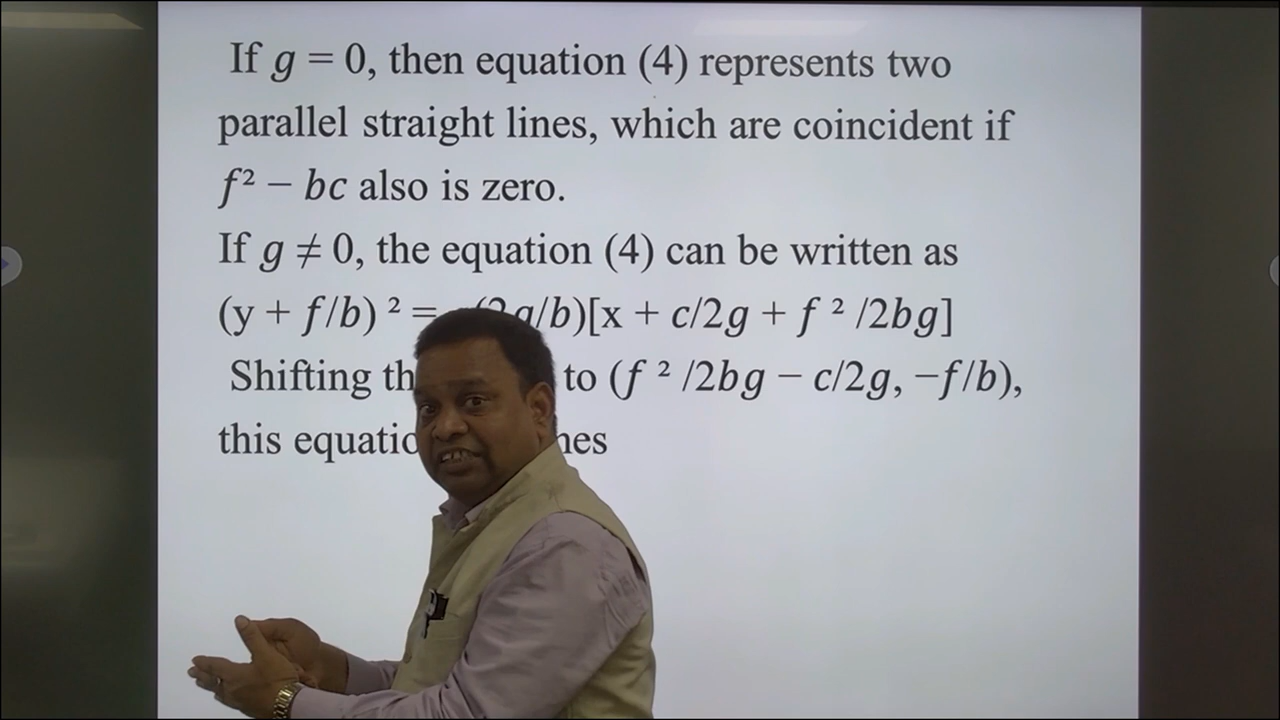 If g = 0, then equation (4) represents two
parallel straight lines, which are coincident if
f² − bc also is zero.
If g ≠ 0, the equation (4) can be written as
(y + f/b) ² = g/b)[x + c/2g + f ² /2bg]
Shifting to (f ² /2bg − c/2g, −f/b),
this